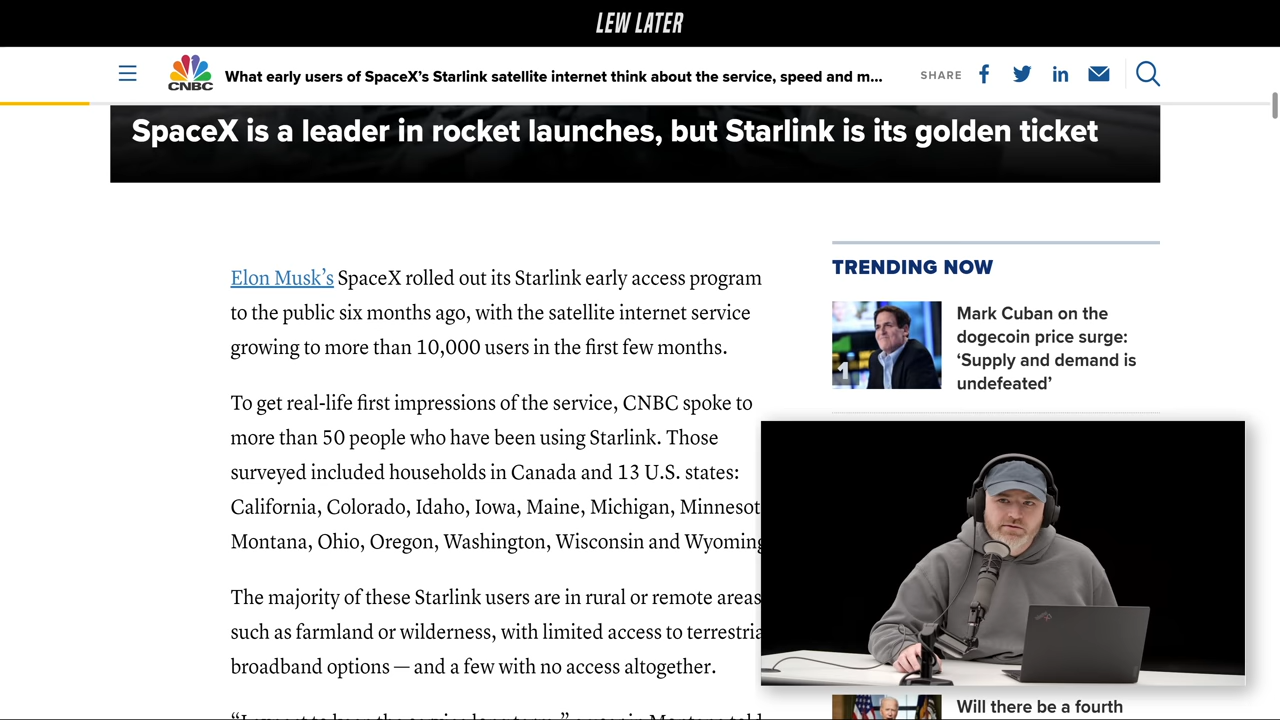 LEW LATER
CNBC
What early users of SpaceX’s Starlink satellite internet think about the service, speed and m...
SHARE
SpaceX is a leader in rocket launches, but Starlink is its golden ticket
Elon Musk’s SpaceX rolled out its Starlink early access program
to the public six months ago, with the satellite internet service
growing to more than 10,000 users in the first few months.
To get real-life first impressions of the service, CNBC spoke to
more than 50 people who have been using Starlink. Those
surveyed included households in Canada and 13 U.S. states:
California, Colorado, Idaho, Iowa, Maine, Michigan, Minnesot
Montana, Ohio, Oregon, Washington, Wisconsin and Wyoming
The majority of these Starlink users are in rural or remote areas
such as farmland or wilderness, with limited access to terrestria
broadband options — and a few with no access altogether.
TRENDING NOW
1
Mark Cuban on the
dogecoin price surge:
‘Supply and demand is
undefeated’
Will there be a fourth